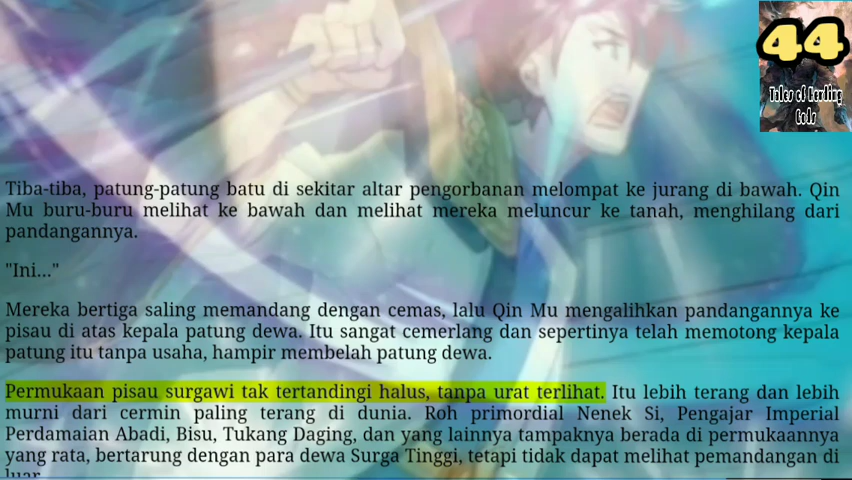 44
Tales of Herding
Gods
Tiba-tiba, patung-patung batu di sekitar altar pengorbanan melompat ke jurang di bawah. Qin
Mu buru-buru melihat ke bawah dan melihat mereka meluncur ke tanah, menghilang dari
pandangannya.
"Ini..."
Mereka bertiga saling memandang dengan cemas, lalu Qin Mu mengalihkan pandangannya ke
pisau di atas kepala patung dewa. Itu sangat cemerlang dan sepertinya telah memotong kepala
patung itu tanpa usaha, hampir membelah patung dewa.
Permukaan pisau surgawi tak tertandingi halus, tanpa urat terlihat. Itu lebih terang dan lebih
murni dari cermin paling terang di dunia. Roh primordial Nenek Si, Pengajar Imperial
Perdamaian Abadi, Bisu, Tukang Daging, dan yang lainnya tampaknya berada di permukaannya
yang rata, bertarung dengan para dewa Surga Tinggi, tetapi tidak dapat melihat pemandangan di
luar